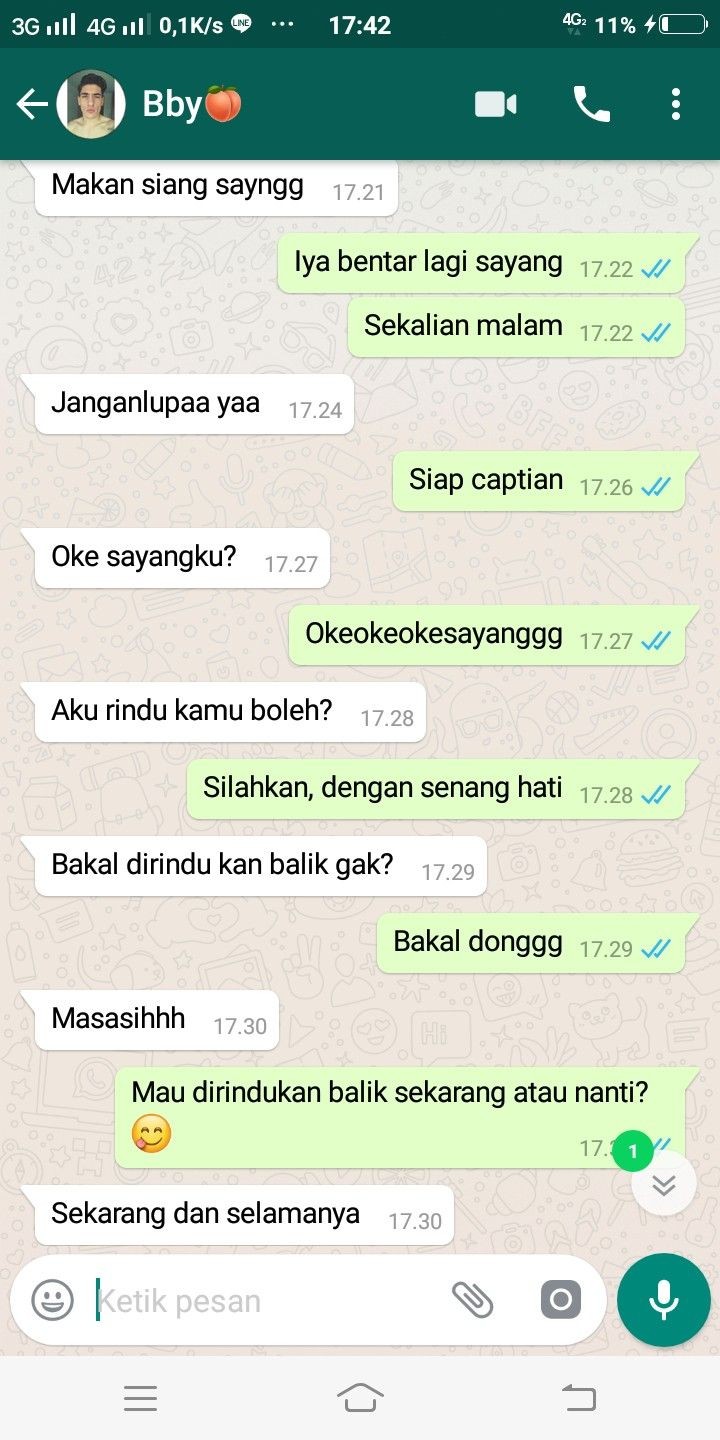 3G 4G 0,1K/s LINE ... 17:42 4G2 11%
Bby🍑
Makan siang sayngg 17.21
Iya bentar lagi sayang 17.22
Sekalian malam 17.22
Janganlupaa yaa 17.24
Siap captian 17.26
Oke sayangku? 17.27
Okeokeokesayanggg 17.27
Aku rindu kamu boleh? 17.28
Silahkan, dengan senang hati 17.28
Bakal dirindu kan balik gak? 17.29
Bakal donggg 17.29
Masasihhh 17.30
Mau dirindukan balik sekarang atau nanti?
😋 17.
1
Sekarang dan selamanya 17.30
Ketik pesan